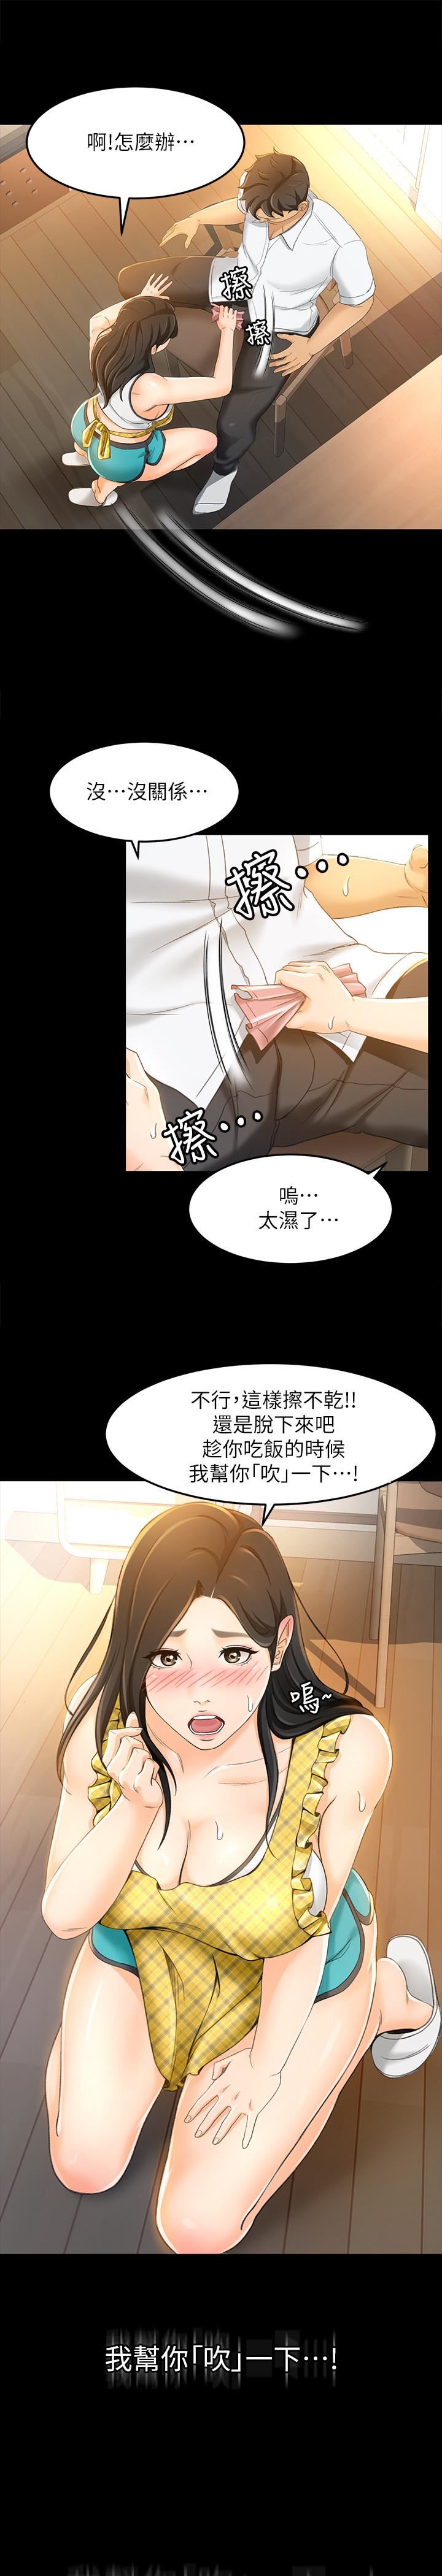 啊!怎麼辦⋯
擦
擦
沒⋯沒關係⋯
擦⋯
擦⋯
嗚⋯
太濕了⋯
不行,這樣擦不乾!!
還是脫下來吧
趁你吃飯的時候
我幫你「吹」一下⋯!
嗚~
我幫你「吹」一下⋯!